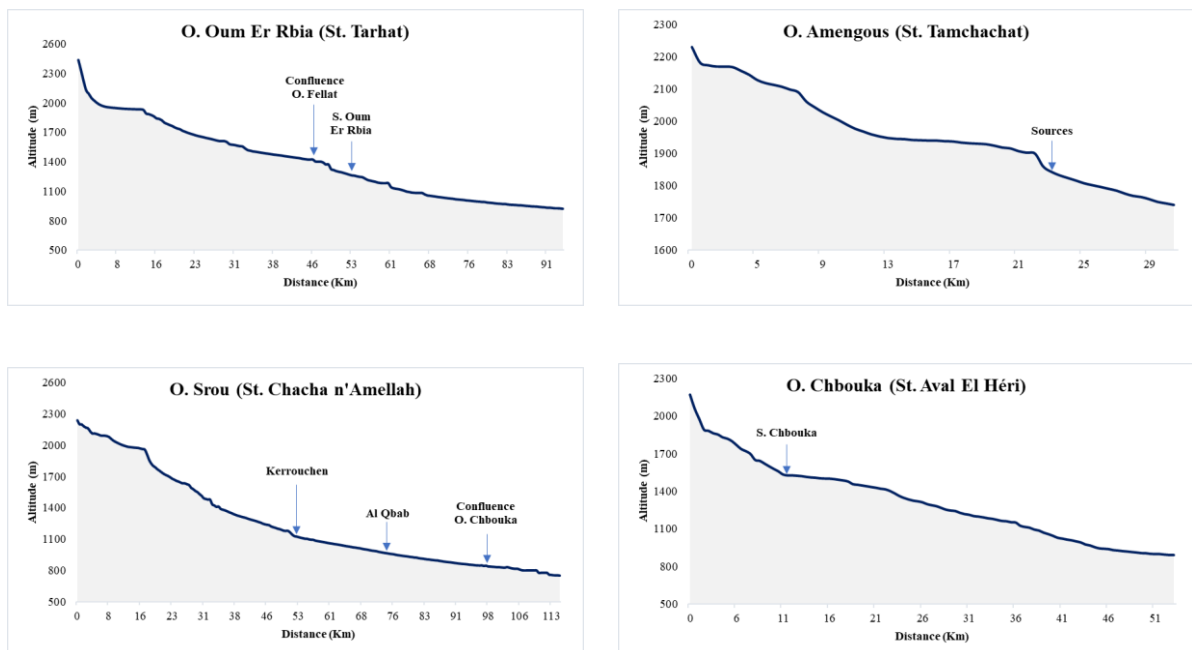 O. Oum Er Rbia (St. Tarhat)
2600
2300
2000
1700
1400
1100
800
500
Altitude (m)
Confluence
O. Fellat
S. Oum
Er Rbia
0 8 16 23 31 38 46 53 61 68 76 83 91
Distance (Km)
O. Amengous (St. Tamchachat)
2300
2200
2100
2000
1900
1800
1700
1600
Altitude (m)
Sources
0 5 9 13 17 21 25 29
Distance (Km)
O. Srou (St. Chacha n'Amellah)
2600
2300
2000
1700
1400
1100
800
500
Altitude (m)
Kerrouchen
Al Qbab
Confluence
O. Chbouka
0 8 16 23 31 38 46 53 61 68 76 83 91 98 106 113
Distance (Km)
O. Chbouka (St. Aval El Héri)
2300
2000
1700
1400
1100
800
500
Altitude (m)
S. Chbouka
0 6 11 16 21 26 31 36 41 46 51
Distance (Km)